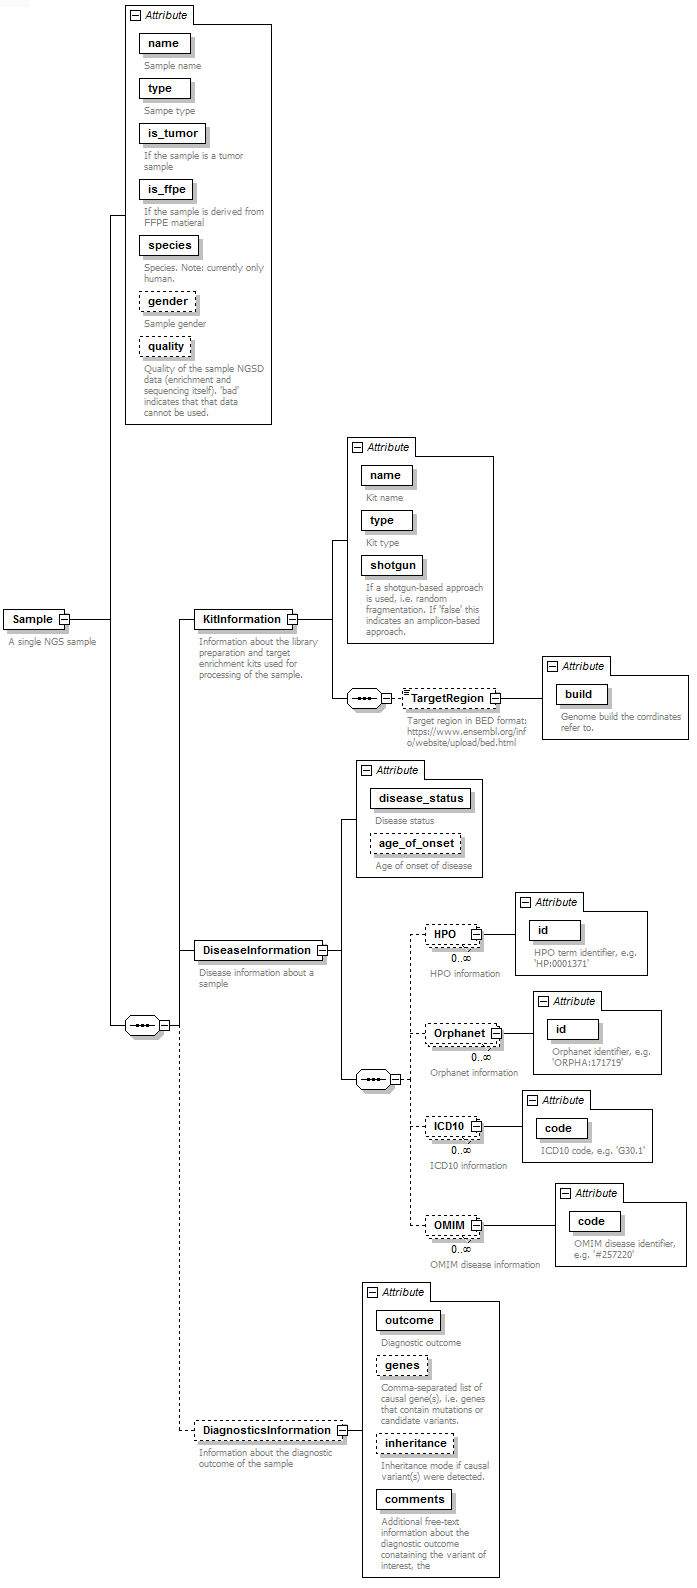 Attribute
name
Sample name
type
Sampe type
is_tumor
If the sample is a tumor
sample
is_ffpe
If the sample is derived from
FFPE matieral
species
Species. Note: currently only
human.
gender
Sample gender
quality
Quality of the sample NGSD
data (enrichment and
sequencing itself). 'bad'
indicates that that data
cannot be used.
Sample
A single NGS sample
KitInformation
Information about the library
preparation and target
enrichment kits used for
processing of the sample.
Attribute
name
Kit name
type
Kit type
shotgun
If a shotgun-based approach
is used, i.e. random
fragmentation. If 'false' this
indicates an amplicon-based
approach.
TargetRegion
Target region in BED format:
https://www.ensembl.org/inf
o/website/upload/bed.html
Attribute
build
Genome build the corrdinates
refer to.
DiseaseInformation
Disease information about a
sample
Attribute
disease_status
Disease status
age_of_onset
Age of onset of disease
HPO
0..∞
HPO information
Attribute
id
HPO term identifier, e.g.
'HP:0001371'
Orphanet
0..∞
Orphanet information
Attribute
id
Orphanet identifier, e.g.
'ORPHA:171719'
ICD10
0..∞
ICD10 information
Attribute
code
ICD10 code, e.g. 'G30.1'
OMIM
0..∞
OMIM disease information
Attribute
code
OMIM disease identifier,
e.g. '#257220'
DiagnosticsInformation
Information about the diagnostic
outcome of the sample
Attribute
outcome
Diagnostic outcome
genes
Comma-separated list of
causal gene(s), i.e. genes
that contain mutations or
candidate variants.
inheritance
Inheritance mode if causal
variant(s) were detected.
comments
Additional free-text
information about the
diagnostic outcome
conataining the variant of
interest, the